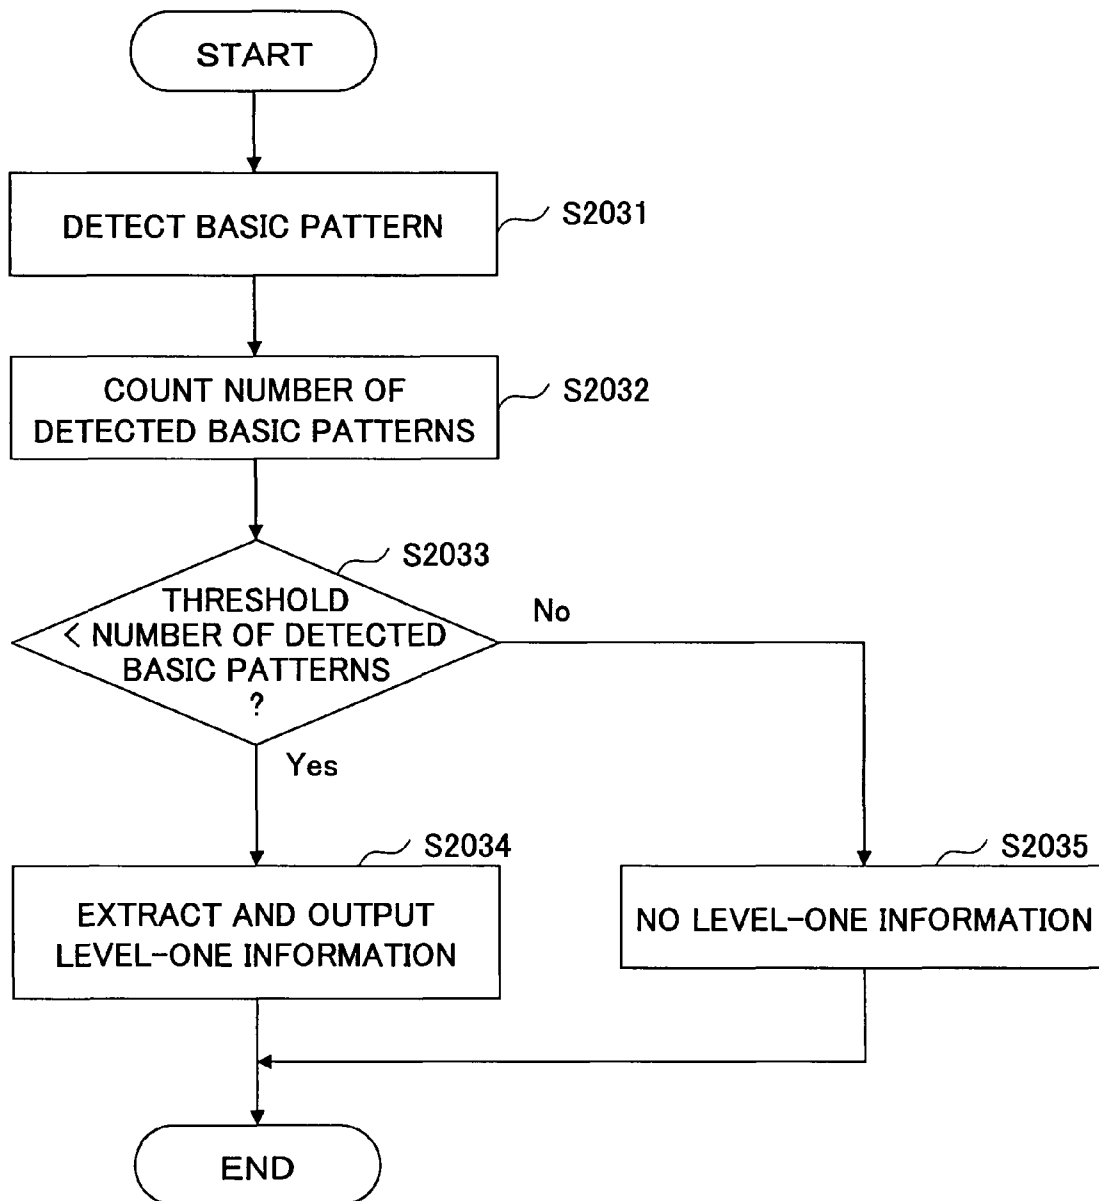 START
DETECT BASIC PATTERN
S2031
COUNT NUMBER OF
DETECTED BASIC PATTERNS
S2032
S2033
THRESHOLD
< NUMBER OF DETECTED
BASIC PATTERNS
?
No
Yes
S2034
EXTRACT AND OUTPUT
LEVEL-ONE INFORMATION
S2035
NO LEVEL-ONE INFORMATION
END